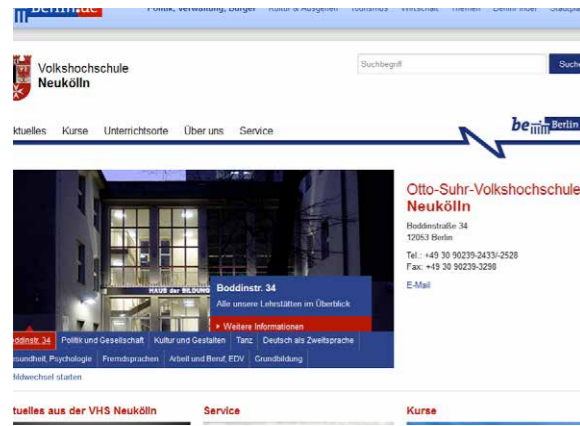 Berlin.de
Politik, Verwaltung, Bürger Kultur & Ausgehen Tourismus Wirtschaft Themen BerlinFinder Stadtplan
Volkshochschule
Neukölln
Suchbegriff
Suche
ktuelles Kurse Unterrichtsorte Über uns Service
be Berlin
HAUS der BILDUNG
Boddinstr. 34
Alle unsere Lehrstätten im Überblick
Weitere Informationen
oddinstr. 34 Politik und Gesellschaft Kultur und Gestalten Tanz Deutsch als Zweitsprache
esundheit, Psychologie Fremdsprachen Arbeit und Beruf, EDV Grundbildung
Bildwechsel starten
Otto-Suhr-Volkshochschule
Neukölln
Boddinstraße 34
12053 Berlin
Tel.: +49 30 90239-2433/-2528
Fax: +49 30 90239-3298
E-Mail
tuelles aus der VHS Neukölln Service Kurse